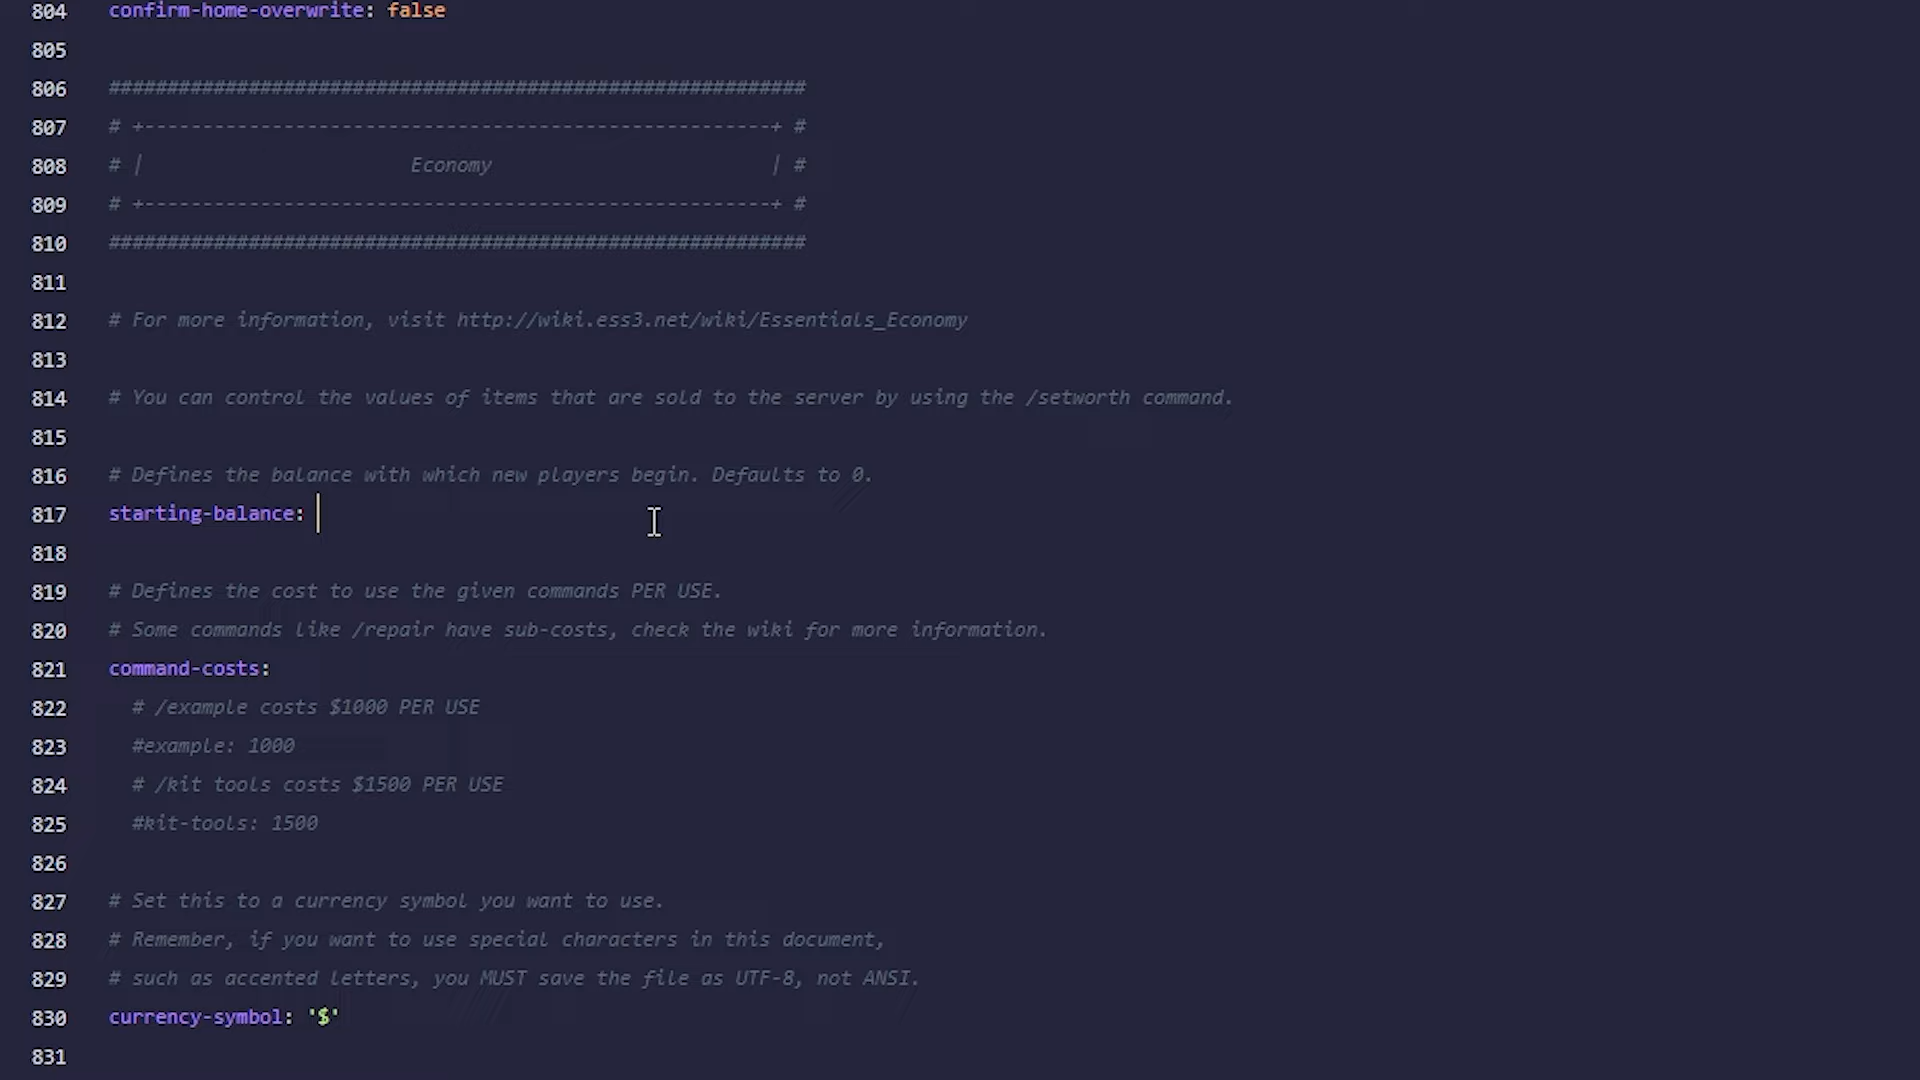 804 confirm-home-overwrite: false
805
806 ############################################################
807 # +------------------------------------------------------+ #
808 # |                       Economy                        | #
809 # +------------------------------------------------------+ #
810 ############################################################
811
812 # For more information, visit http://wiki.ess3.net/wiki/Essentials_Economy
813
814 # You can control the values of items that are sold to the server by using the /setworth command.
815
816 # Defines the balance with which new players begin. Defaults to 0.
817 starting-balance:
818
819 # Defines the cost to use the given commands PER USE.
820 # Some commands like /repair have sub-costs, check the wiki for more information.
821 command-costs:
822   # /example costs $1000 PER USE
823   #example: 1000
824   # /kit tools costs $1500 PER USE
825   #kit-tools: 1500
826
827 # Set this to a currency symbol you want to use.
828 # Remember, if you want to use special characters in this document,
829 # such as accented letters, you MUST save the file as UTF-8, not ANSI.
830 currency-symbol: '$'
831